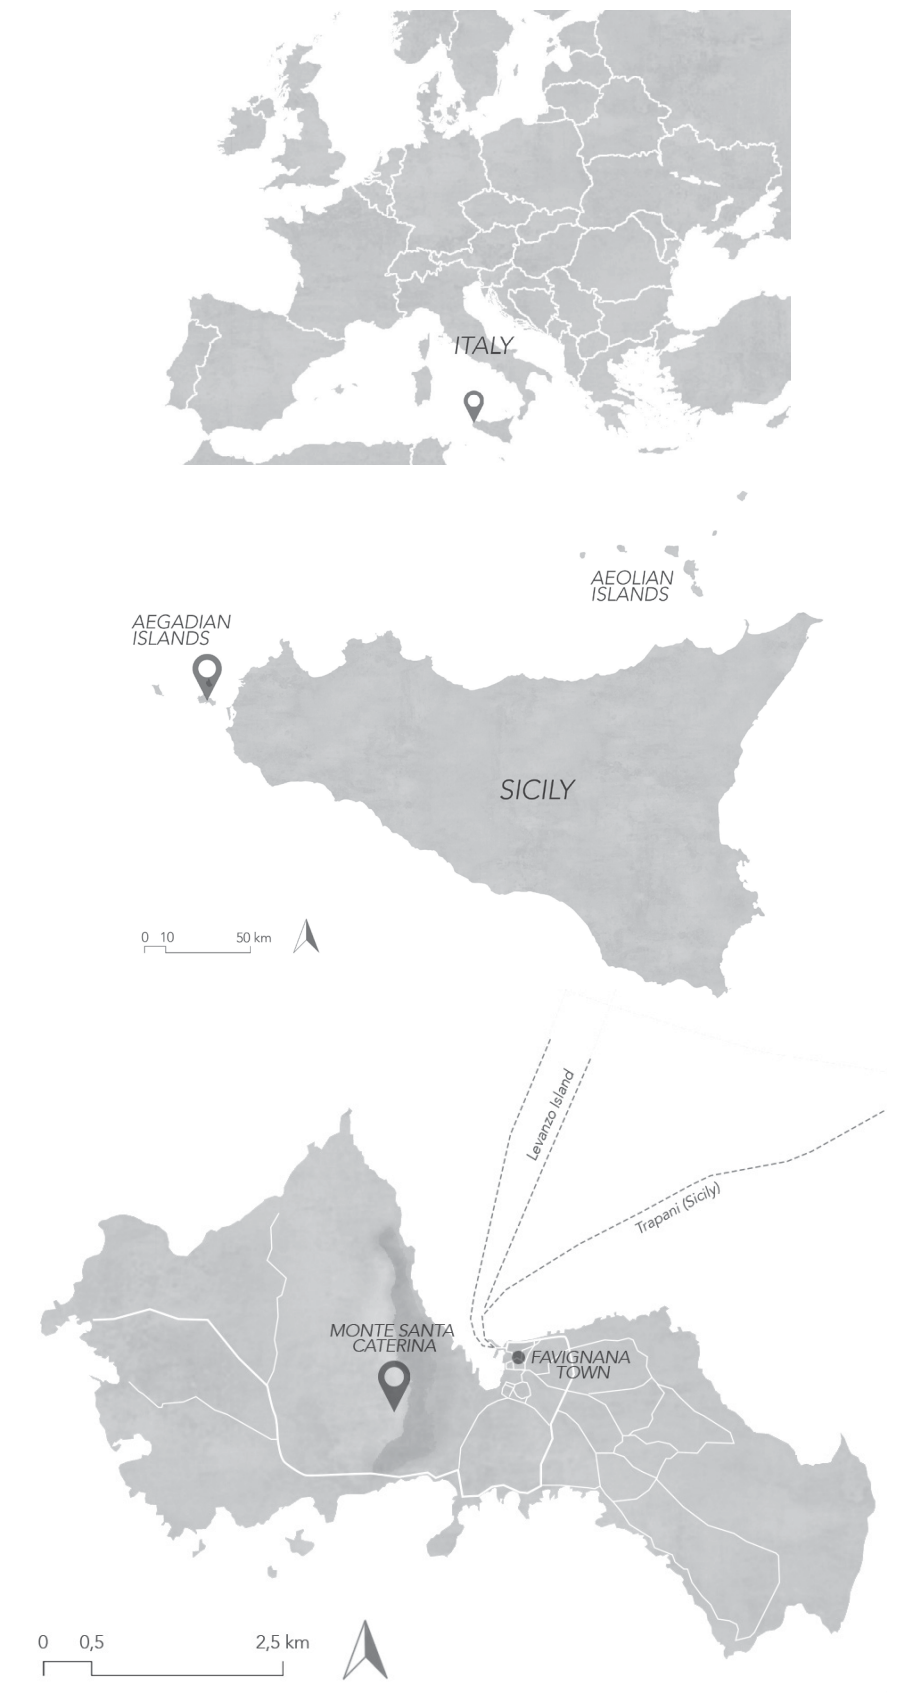 ITALY
AEOLIAN
ISLANDS
AEGADIAN
ISLANDS
SICILY
0 10 50 km
Levanzo Island
Trapani (Sicily)
MONTE SANTA
CATERINA
FAVIGNANA
TOWN
0 0,5 2,5 km